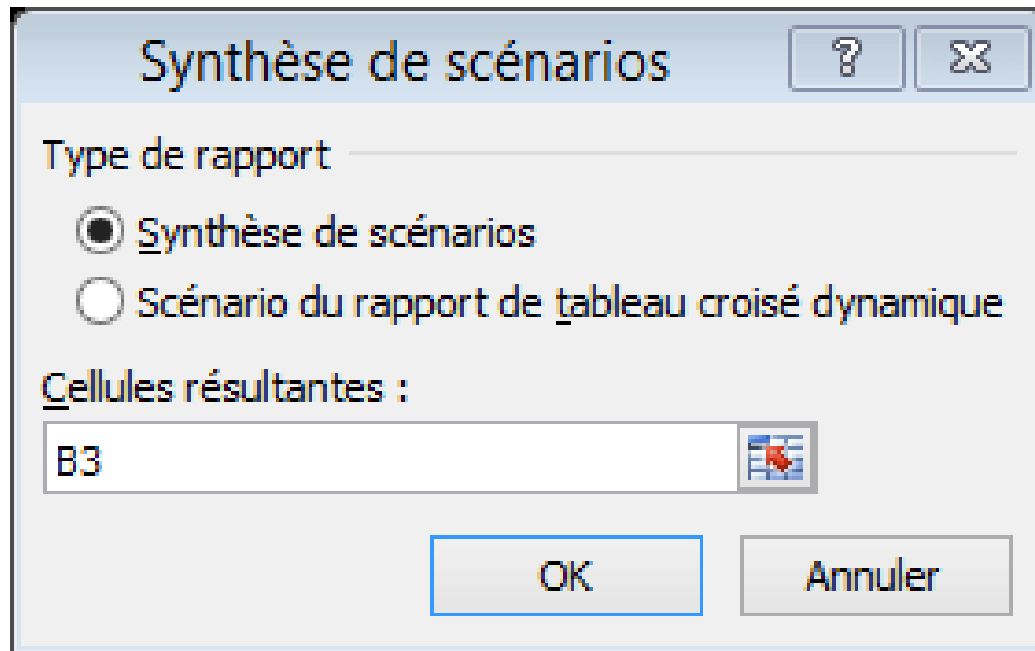 Synthèse de scénarios
?
Type de rapport
Synthèse de scénarios
Scénario du rapport de tableau croisé dynamique
Cellules résultantes :
B3
OK Annuler